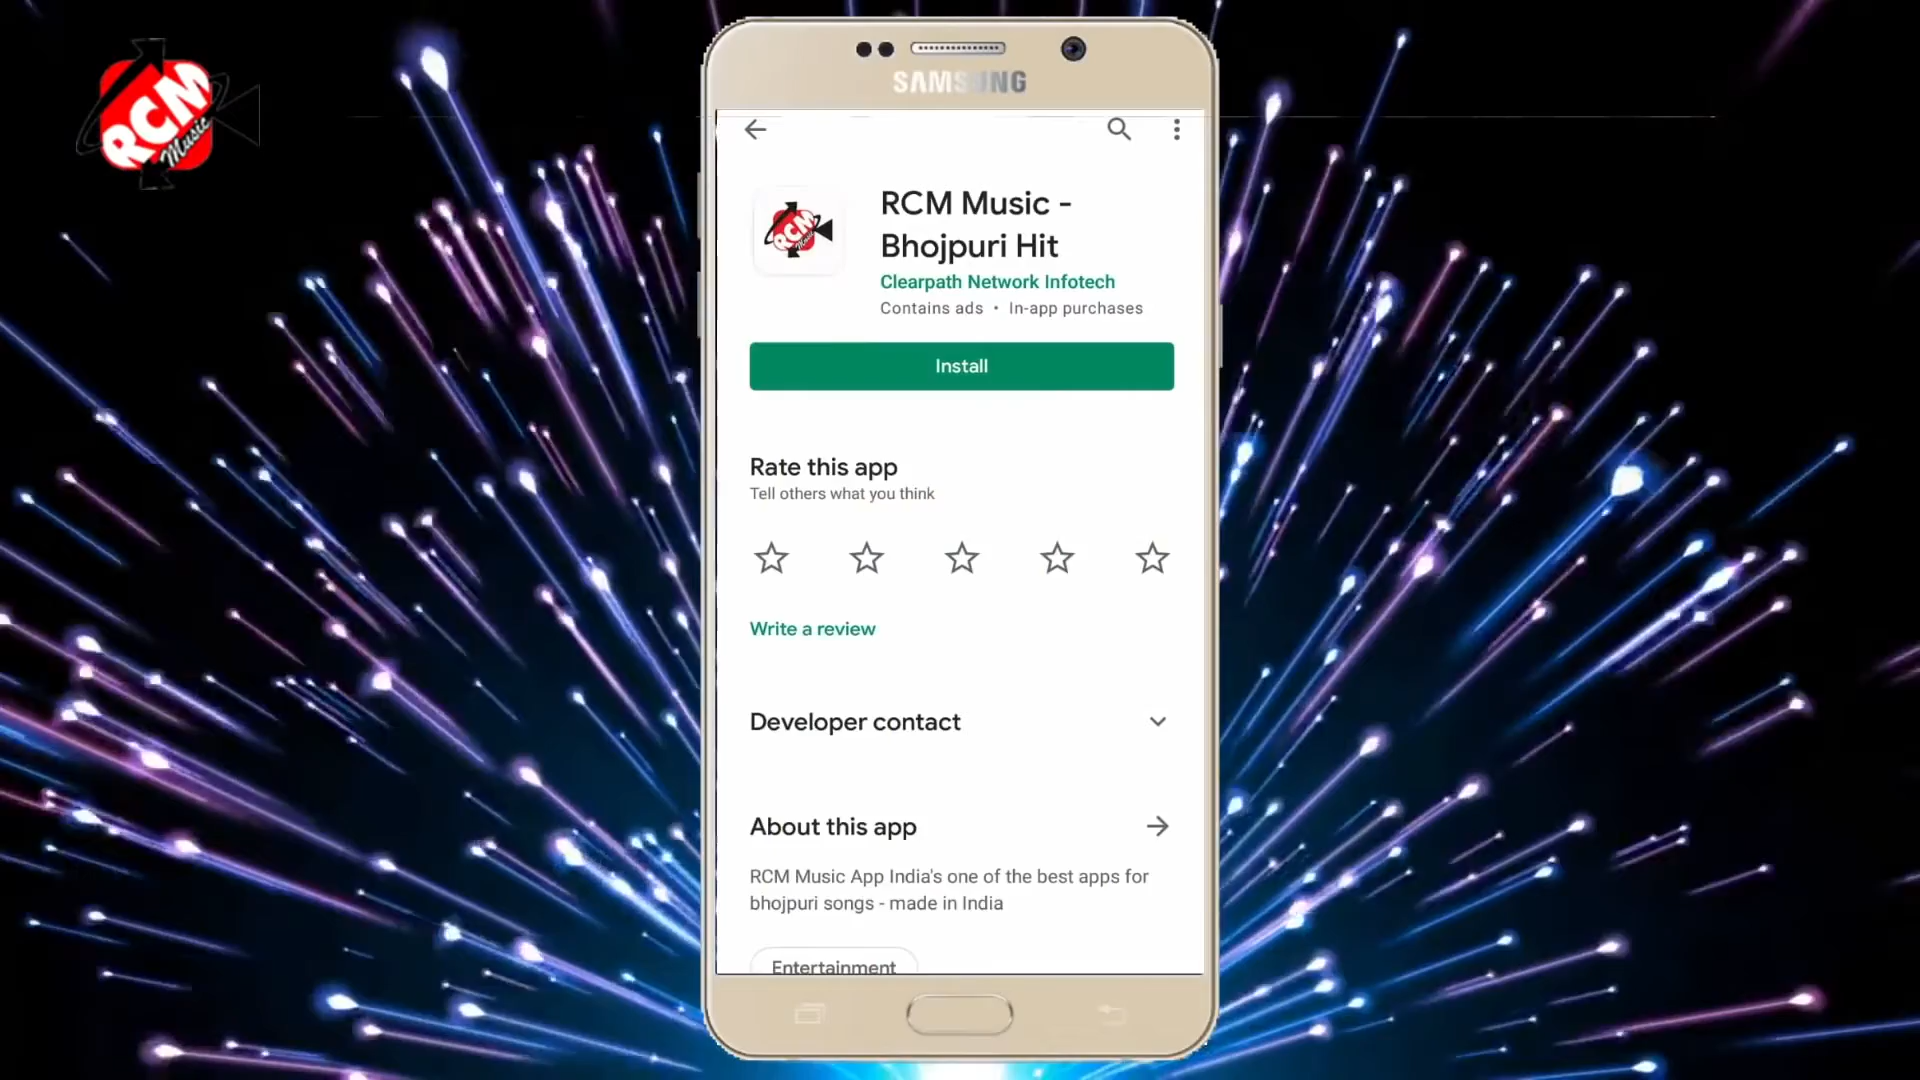 RCM
Music
SAMSUNG
RCM
Music
RCM Music -
Bhojpuri Hit
Clearpath Network Infotech
Contains ads • In-app purchases
Install
Rate this app
Tell others what you think
Write a review
Developer contact
About this app
RCM Music App India's one of the best apps for
bhojpuri songs - made in India
Entertainment